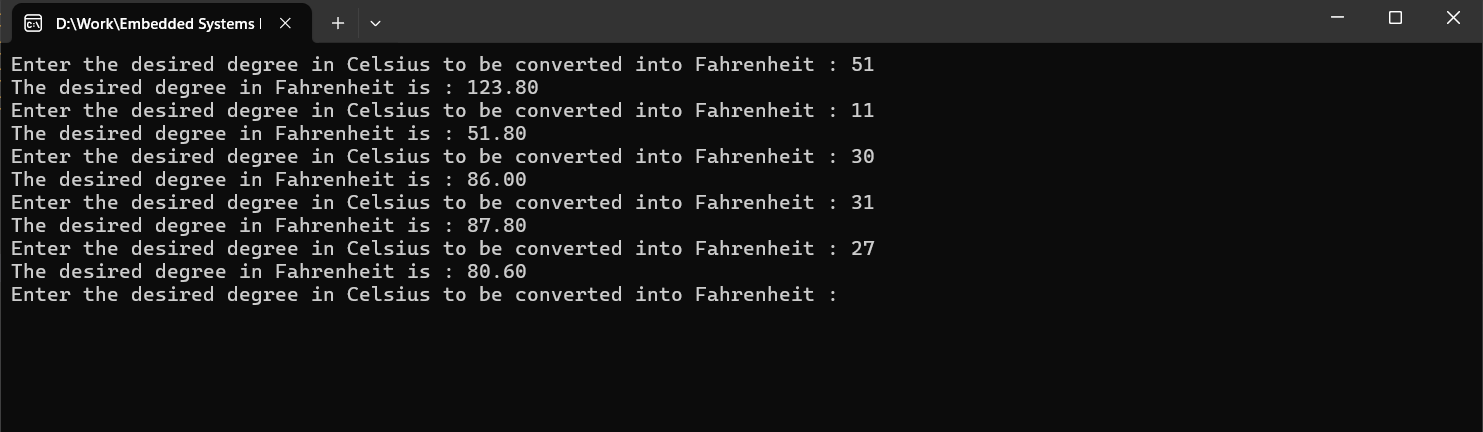 D:\Work\Embedded Systems
Enter the desired degree in Celsius to be converted into Fahrenheit : 51
The desired degree in Fahrenheit is : 123.80
Enter the desired degree in Celsius to be converted into Fahrenheit : 11
The desired degree in Fahrenheit is : 51.80
Enter the desired degree in Celsius to be converted into Fahrenheit : 30
The desired degree in Fahrenheit is : 86.00
Enter the desired degree in Celsius to be converted into Fahrenheit : 31
The desired degree in Fahrenheit is : 87.80
Enter the desired degree in Celsius to be converted into Fahrenheit : 27
The desired degree in Fahrenheit is : 80.60
Enter the desired degree in Celsius to be converted into Fahrenheit :